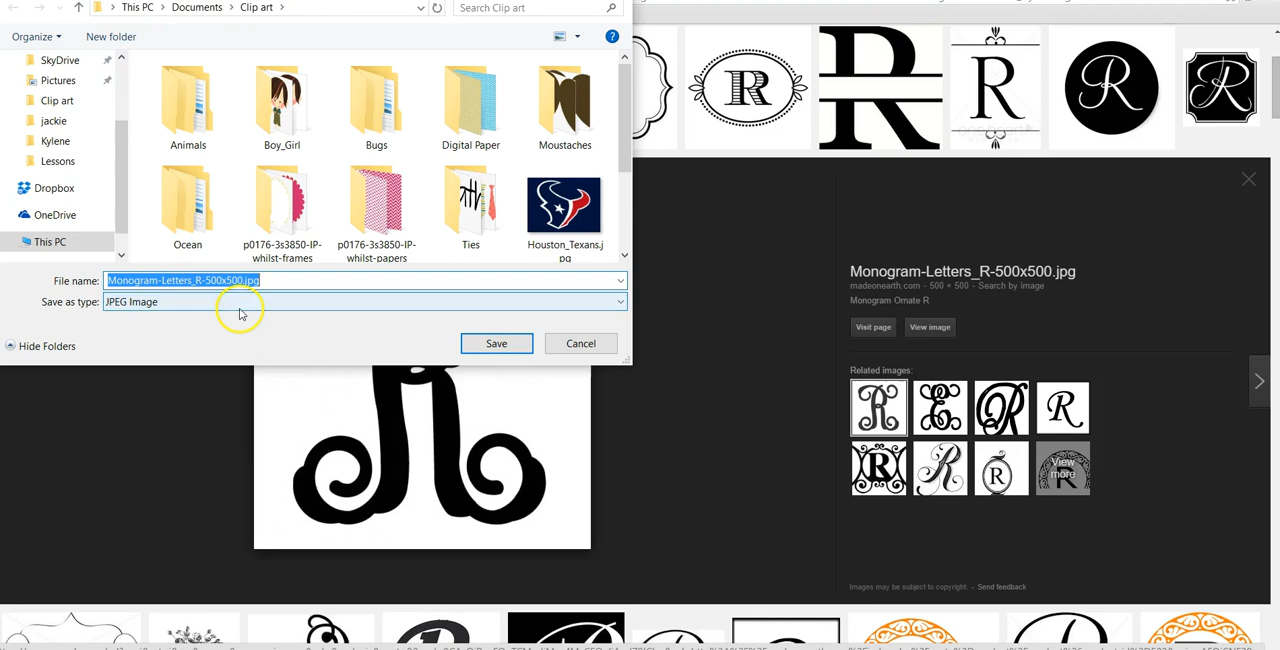 This PC > Documents > Clip art >
Search Clip art
Organize
New folder
SkyDrive
Pictures
Clip art
jackie
Kylene
Lessons
Dropbox
OneDrive
This PC
Animals
Boy_Girl
Bugs
Digital Paper
Moustaches
Ocean
p0176-3s3850-IP-
whilst-frames
p0176-3s3850-IP-
whilst-papers
Ties
Houston_Texans.j
pg
File name: Monogram-Letters_R-500x500.jpg
Save as type: JPEG Image
Hide Folders
Save
Cancel
R
R
R
R
R
Monogram-Letters_R-500x500.jpg
madeonearth.com - 500 × 500 - Search by image
Monogram Ornate R
Visit page
View image
Related images:
R
E
R
R
R
R
R
View
more
Images may be subject to copyright. - Send feedback